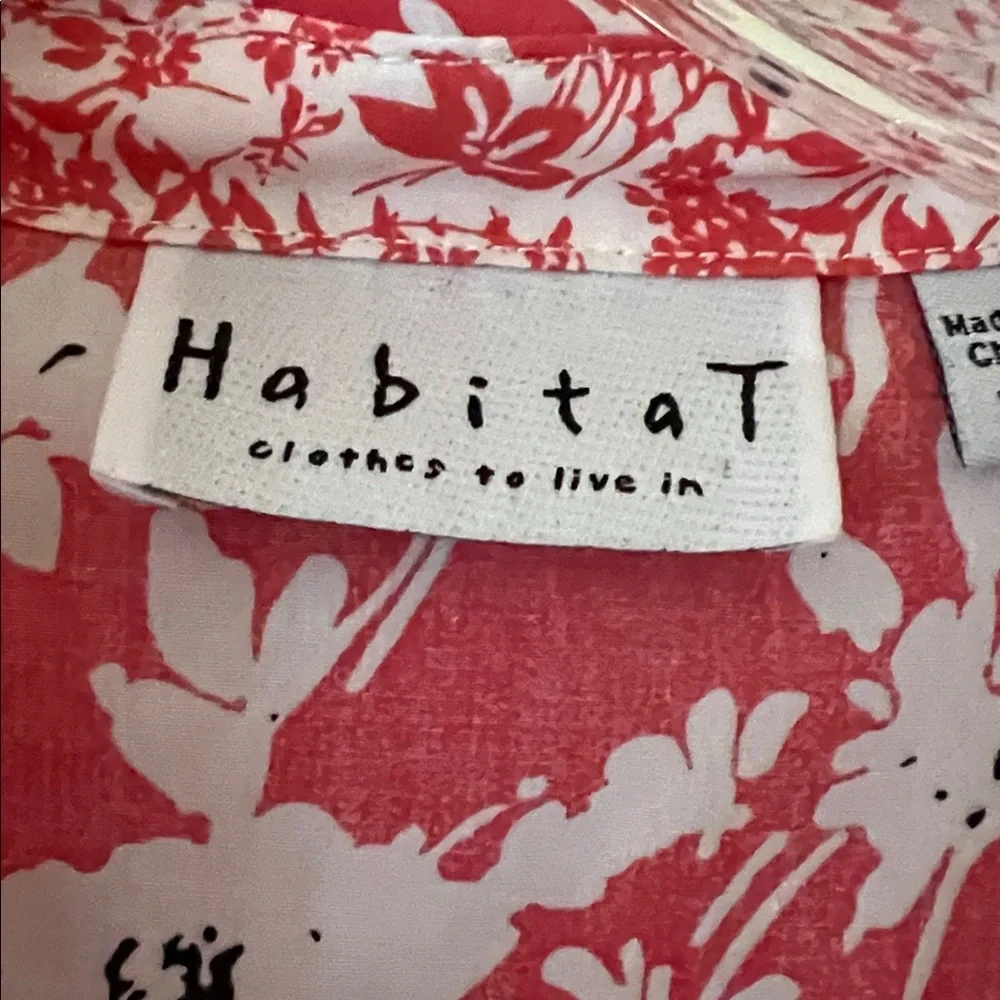 HabitaT
clothes to live in